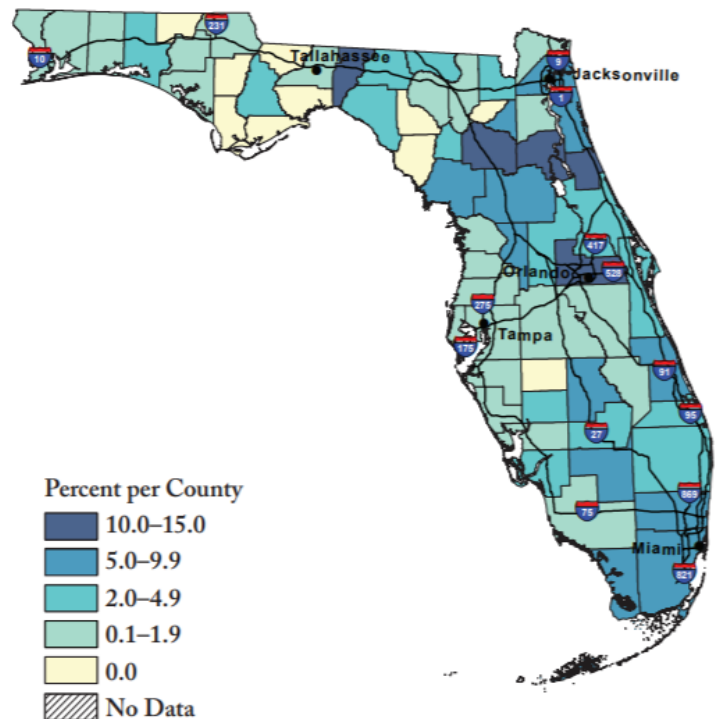 231
10
Tallahassee
9
Jacksonville
1
417
Orlando
528
275
Tampa
175
91
95
27
Percent per County
10.0–15.0
869
75
5.0–9.9
Miami
821
2.0–4.9
0.1–1.9
0.0
No Data